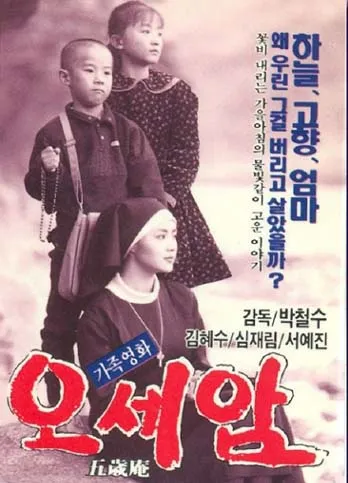 하늘, 고향, 엄마
왜 우린 그걸 버리고 살았을까?
꽃비 내리는 가을아침의 물빛같이 고운 이야기
감독/박철수
김혜수/심재림/서예진
가족영화
오세암
五歲庵